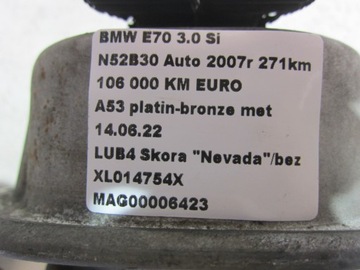 BMW E70 3.0 Si
N52B30 Auto 2007r 271km
106 000 KM EURO
A53 platin-bronze met
14.06.22
LUB4 Skora "Nevada"/bez
XL014754X
MAG00006423